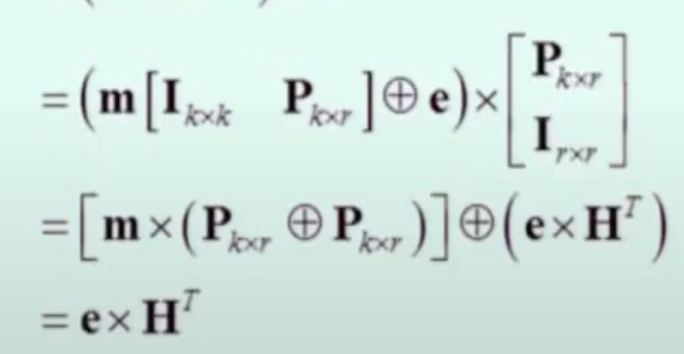 = (m [I_{k×k} P_{k×r}] ⊕ e) × [P_{k×r}; I_{r×r}]
= [m × (P_{k×r} ⊕ P_{k×r})] ⊕ (e × H^T)
= e × H^T